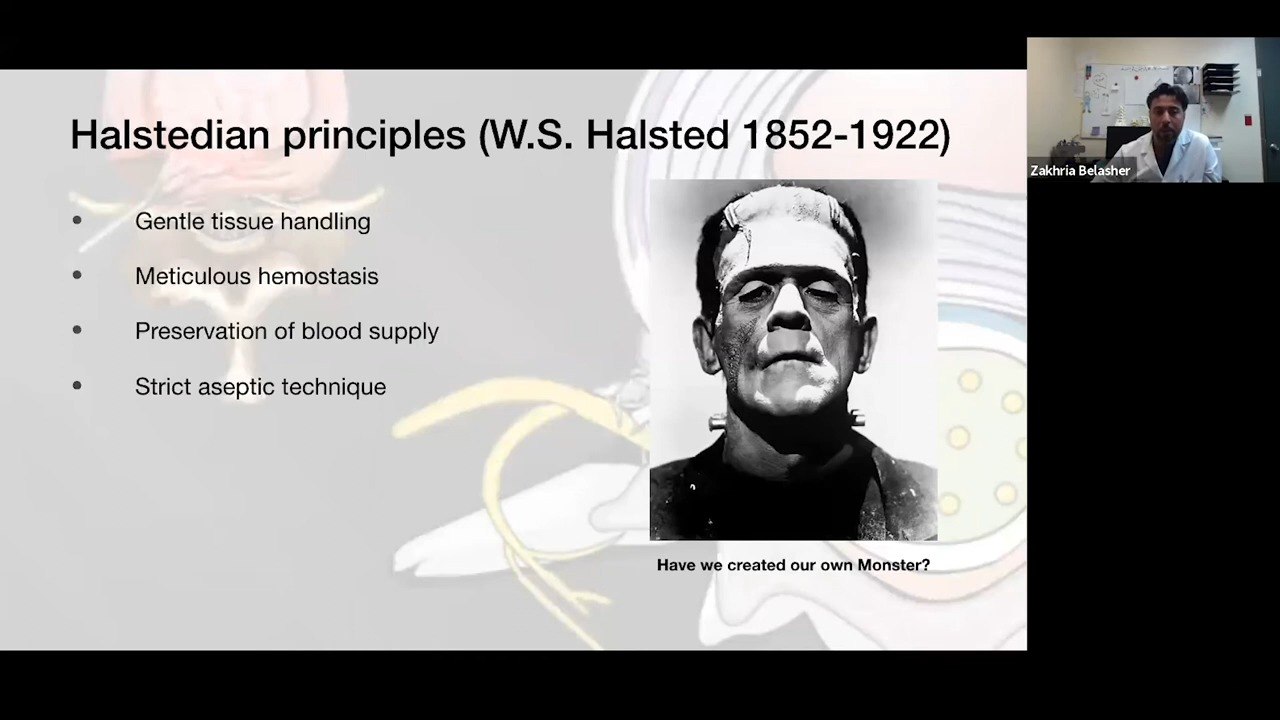 Halstedian principles (W.S. Halsted 1852-1922)
• Gentle tissue handling
• Meticulous hemostasis
• Preservation of blood supply
• Strict aseptic technique
Have we created our own Monster?
Zakhria Belasher